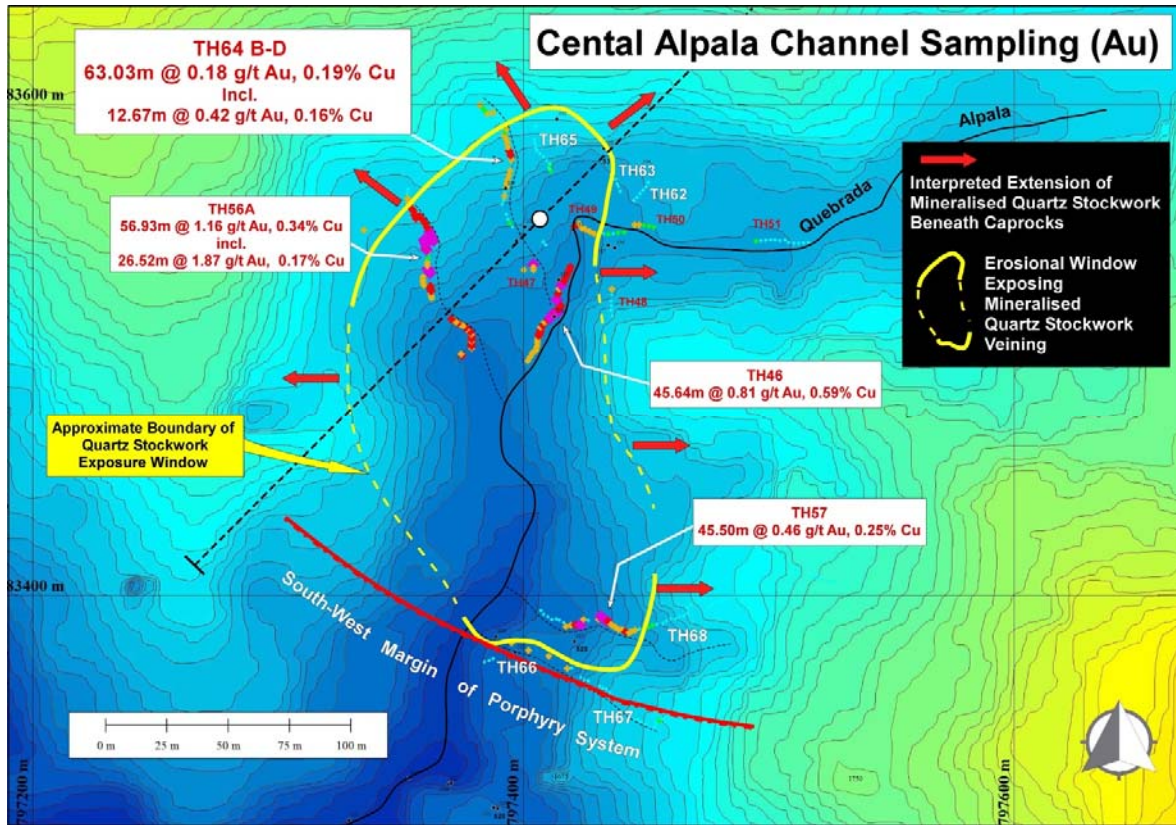 Cental Alpala Channel Sampling (Au)
TH64 B-D
63.03m @ 0.18 g/t Au, 0.19% Cu
Incl.
12.67m @ 0.42 g/t Au, 0.16% Cu
83600 m
Alpala
TH65
TH63
TH62
Quebrada
TH49
TH50
TH51
TH47
TH48
TH56A
56.93m @ 1.16 g/t Au, 0.34% Cu
incl.
26.52m @ 1.87 g/t Au, 0.17% Cu
Interpreted Extension of
Mineralised Quartz Stockwork
Beneath Caprocks
Erosional Window
Exposing
Mineralised
Quartz Stockwork
Veining
TH46
45.64m @ 0.81 g/t Au, 0.59% Cu
Approximate Boundary of
Quartz Stockwork
Exposure Window
TH57
45.50m @ 0.46 g/t Au, 0.25% Cu
83400 m
South-West Margin of Porphyry System
TH68
TH66
TH67
0 m 25 m 50 m 75 m 100 m
797200 m
797400 m
797600 m